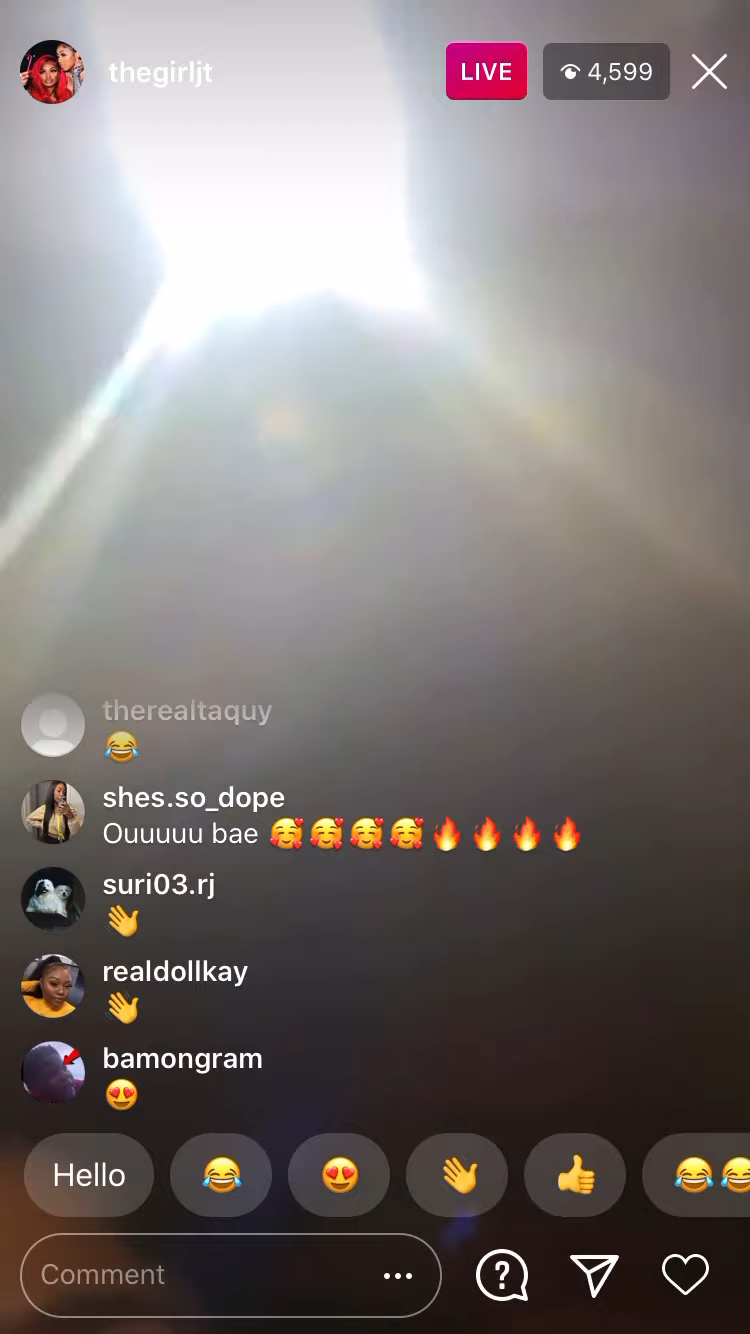 thegirljt
LIVE
4,599
therealtaquy
😂
shes.so_dope
Ouuuuu bae 🥰🥰🥰🥰🔥🔥🔥🔥
suri03.rj
👋
realdollkay
👋
bamongram
😍
Hello 😂 😍 👋 👍 😂😂
Comment